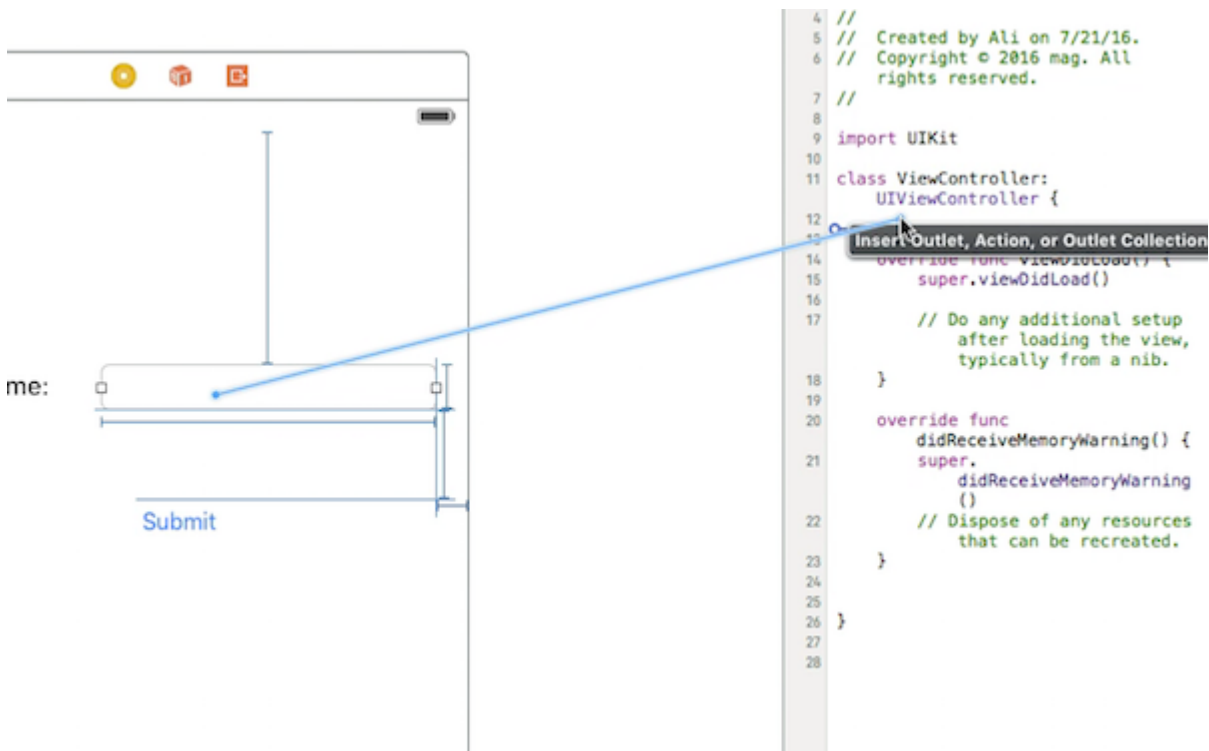 me:
Submit
4 //
5 // Created by Ali on 7/21/16.
6 // Copyright © 2016 mag. All
rights reserved.
7 //
8
9 import UIKit
10
11 class ViewController:
UIViewController {
12
13
Insert Outlet, Action, or Outlet Collection
14 override func viewDidLoad() {
15 super.viewDidLoad()
16
17 // Do any additional setup
after loading the view,
typically from a nib.
18 }
19
20 override func
didReceiveMemoryWarning() {
21 super.
didReceiveMemoryWarning
()
22 // Dispose of any resources
that can be recreated.
23 }
24
25
26 }
27
28